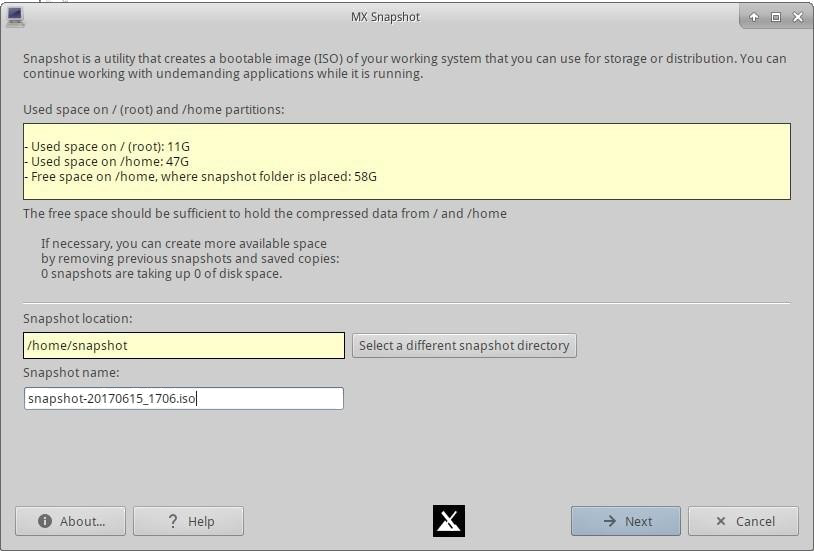 MX Snapshot
Snapshot is a utility that creates a bootable image (ISO) of your working system that you can use for storage or distribution. You can
continue working with undemanding applications while it is running.
Used space on / (root) and /home partitions:
- Used space on / (root): 11G
- Used space on /home: 47G
- Free space on /home, where snapshot folder is placed: 58G
The free space should be sufficient to hold the compressed data from / and /home
If necessary, you can create more available space
by removing previous snapshots and saved copies:
0 snapshots are taking up 0 of disk space.
Snapshot location:
/home/snapshot
Select a different snapshot directory
Snapshot name:
snapshot-20170615_1706.iso
About...
Help
Next
Cancel